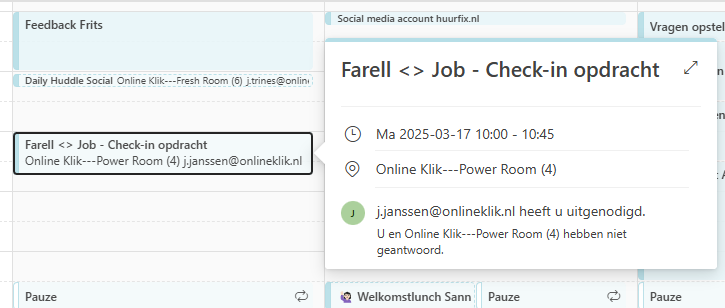 Feedback Frits
Daily Huddle Social Online Klik---Fresh Room (6) j.trines@online
Farell <> Job - Check-in opdracht
Online Klik---Power Room (4) j.janssen@onlineklik.nl
Pauze
Social media account huurfix.nl
Vragen opstel
Farell <> Job - Check-in opdracht
Ma 2025-03-17 10:00 - 10:45
Online Klik---Power Room (4)
J
j.janssen@onlineklik.nl heeft u uitgenodigd.
U en Online Klik---Power Room (4) hebben niet
geantwoord.
Welkomstlunch Sann
Pauze
Pauze